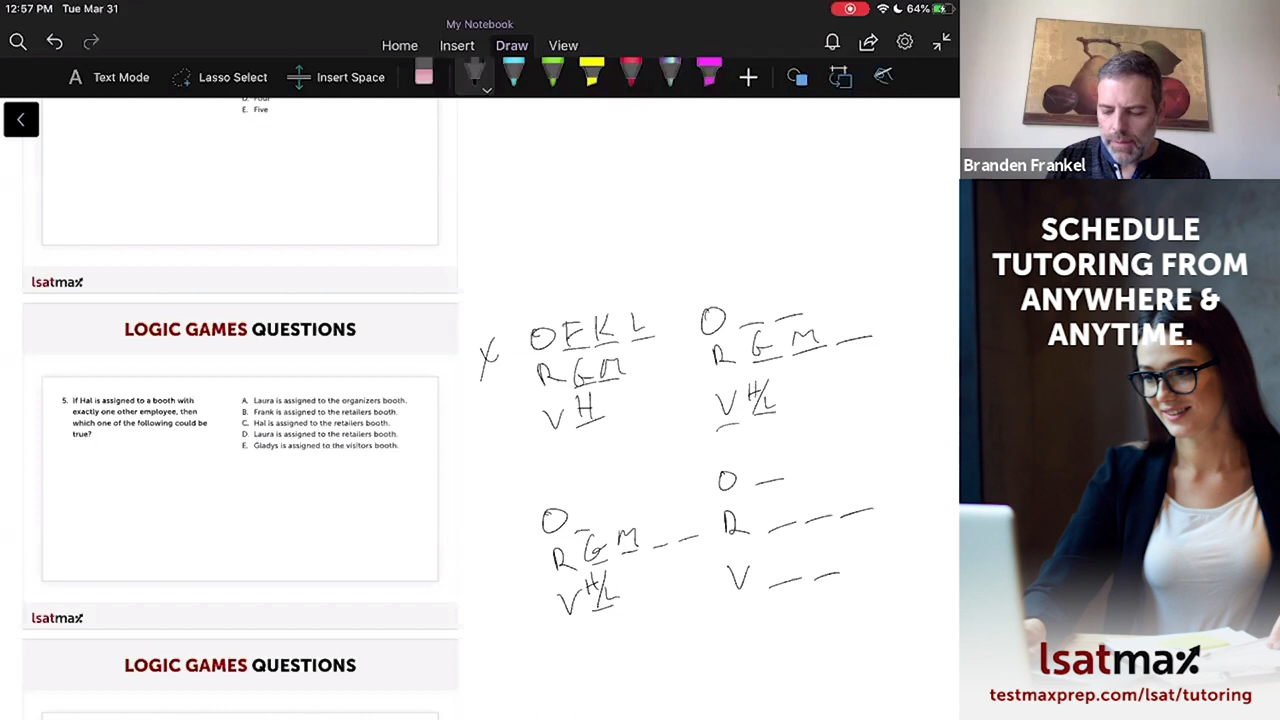 12:57 PM Tue Mar 31
64%
My Notebook
Home Insert Draw View
A Text Mode Lasso Select Insert Space
E. Five
lsatmax
LOGIC GAMES QUESTIONS
5. If Hal is assigned to a booth with
exactly one other employee, then
which one of the following could be
true?
A. Laura is assigned to the organizers booth.
B. Frank is assigned to the retailers booth.
C. Hal is assigned to the retailers booth.
D. Laura is assigned to the retailers booth.
E. Gladys is assigned to the visitors booth.
lsatmax
LOGIC GAMES QUESTIONS
X O F K L
R G M
V H
O _ _
R G M _
V H/L
O _
R G M _ _
V H/L
O _
R _ _ _
V _ _
Branden Frankel
SCHEDULE
TUTORING FROM
ANYWHERE &
ANYTIME.
lsatmax
testmaxprep.com/lsat/tutoring